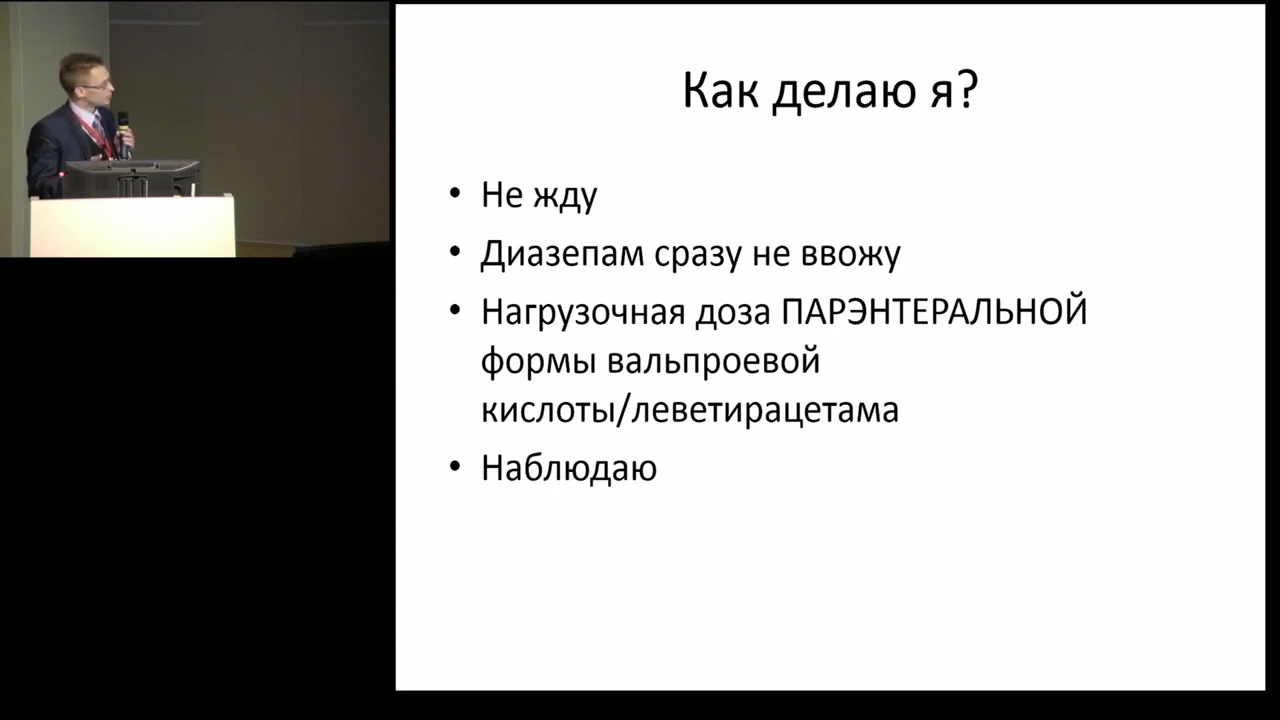 Как делаю я?
• Не жду
• Диазепам сразу не ввожу
• Нагрузочная доза ПАРЭНТЕРАЛЬНОЙ
формы вальпроевой
кислоты/леветирацетама
• Наблюдаю